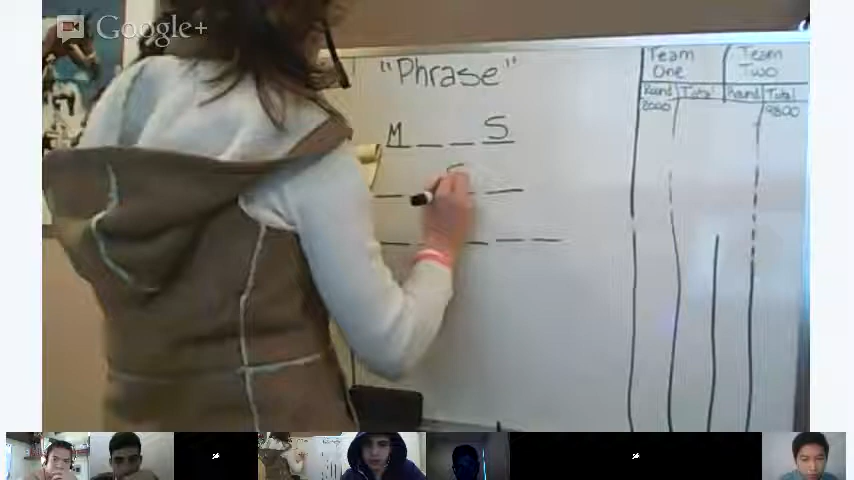 Google+
"Phrase"
M _ _ S
Team One
Team Two
Round Total Round Total
2000 9800